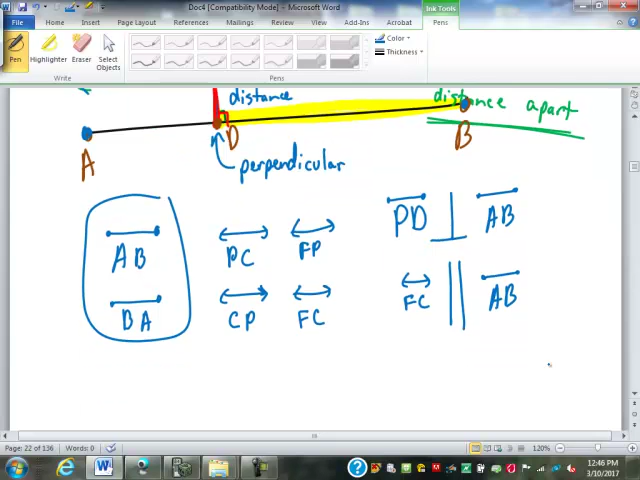 Doc4 [Compatibility Mode] - Microsoft Word
Ink Tools
File Home Insert Page Layout References Mailings Review View Add-Ins Acrobat Pens
Pen Highlighter Eraser Select Objects
Color
Thickness
Write Pens
distance
distance apart
A D B
perpendicular
AB PC FP PD ⊥ AB
BA CP FC FC || AB
Page: 22 of 136 Words: 0 120%
12:46 PM
3/10/2017